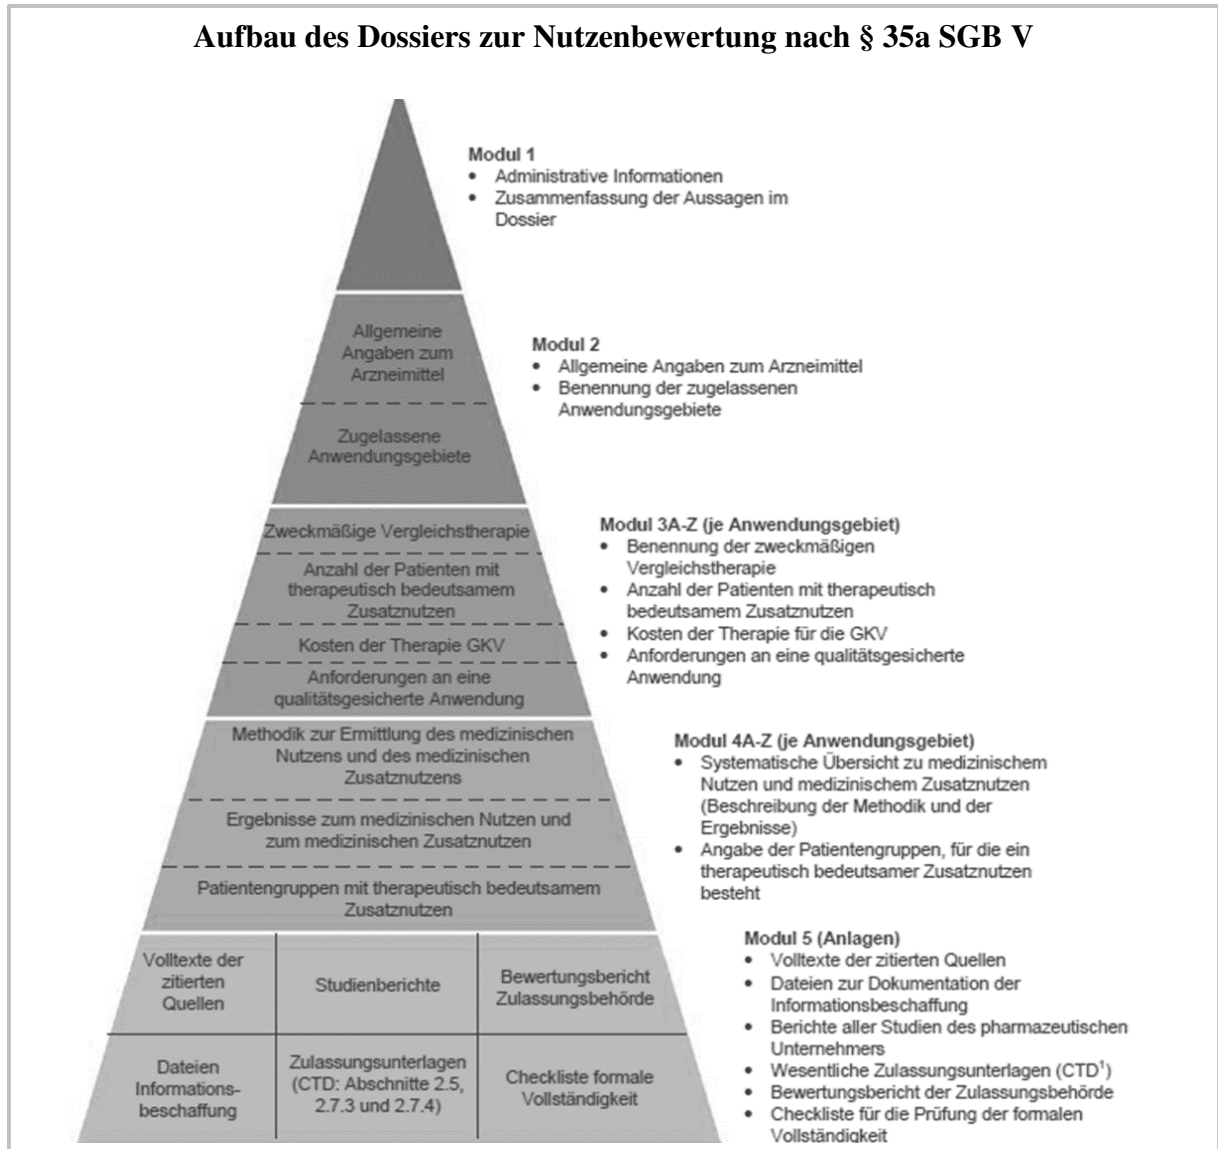 Aufbau des Dossiers zur Nutzenbewertung nach § 35a SGB V
Modul 1
• Administrative Informationen
• Zusammenfassung der Aussagen im
Dossier
Allgemeine
Angaben zum
Arzneimittel
Zugelassene
Anwendungsgebiete
Modul 2
• Allgemeine Angaben zum Arzneimittel
• Benennung der zugelassenen
Anwendungsgebiete
Zweckmäßige Vergleichstherapie
Anzahl der Patienten mit
therapeutisch bedeutsamem
Zusatznutzen
Kosten der Therapie GKV
Anforderungen an eine
qualitätsgesicherte Anwendung
Modul 3A-Z (je Anwendungsgebiet)
• Benennung der zweckmäßigen
Vergleichstherapie
• Anzahl der Patienten mit therapeutisch
bedeutsamem Zusatznutzen
• Kosten der Therapie für die GKV
• Anforderungen an eine qualitätsgesicherte
Anwendung
Methodik zur Ermittlung des medizinischen
Nutzens und des medizinischen
Zusatznutzens
Ergebnisse zum medizinischen Nutzen und
zum medizinischen Zusatznutzen
Patientengruppen mit therapeutisch bedeutsamem
Zusatznutzen
Modul 4A-Z (je Anwendungsgebiet)
• Systematische Übersicht zu medizinischem
Nutzen und medizinischem Zusatznutzen
(Beschreibung der Methodik und der
Ergebnisse)
• Angabe der Patientengruppen, für die ein
therapeutisch bedeutsamer Zusatznutzen
besteht
Volltexte der
zitierten
Quellen
Studienberichte
Bewertungsbericht
Zulassungsbehörde
Dateien
Informations-
beschaffung
Zulassungsunterlagen
(CTD: Abschnitte 2.5,
2.7.3 und 2.7.4)
Checkliste formale
Vollständigkeit
Modul 5 (Anlagen)
• Volltexte der zitierten Quellen
• Dateien zur Dokumentation der
Informationsbeschaffung
• Berichte aller Studien des pharmazeutischen
Unternehmers
• Wesentliche Zulassungsunterlagen (CTD¹)
• Bewertungsbericht der Zulassungsbehörde
• Checkliste für die Prüfung der formalen
Vollständigkeit